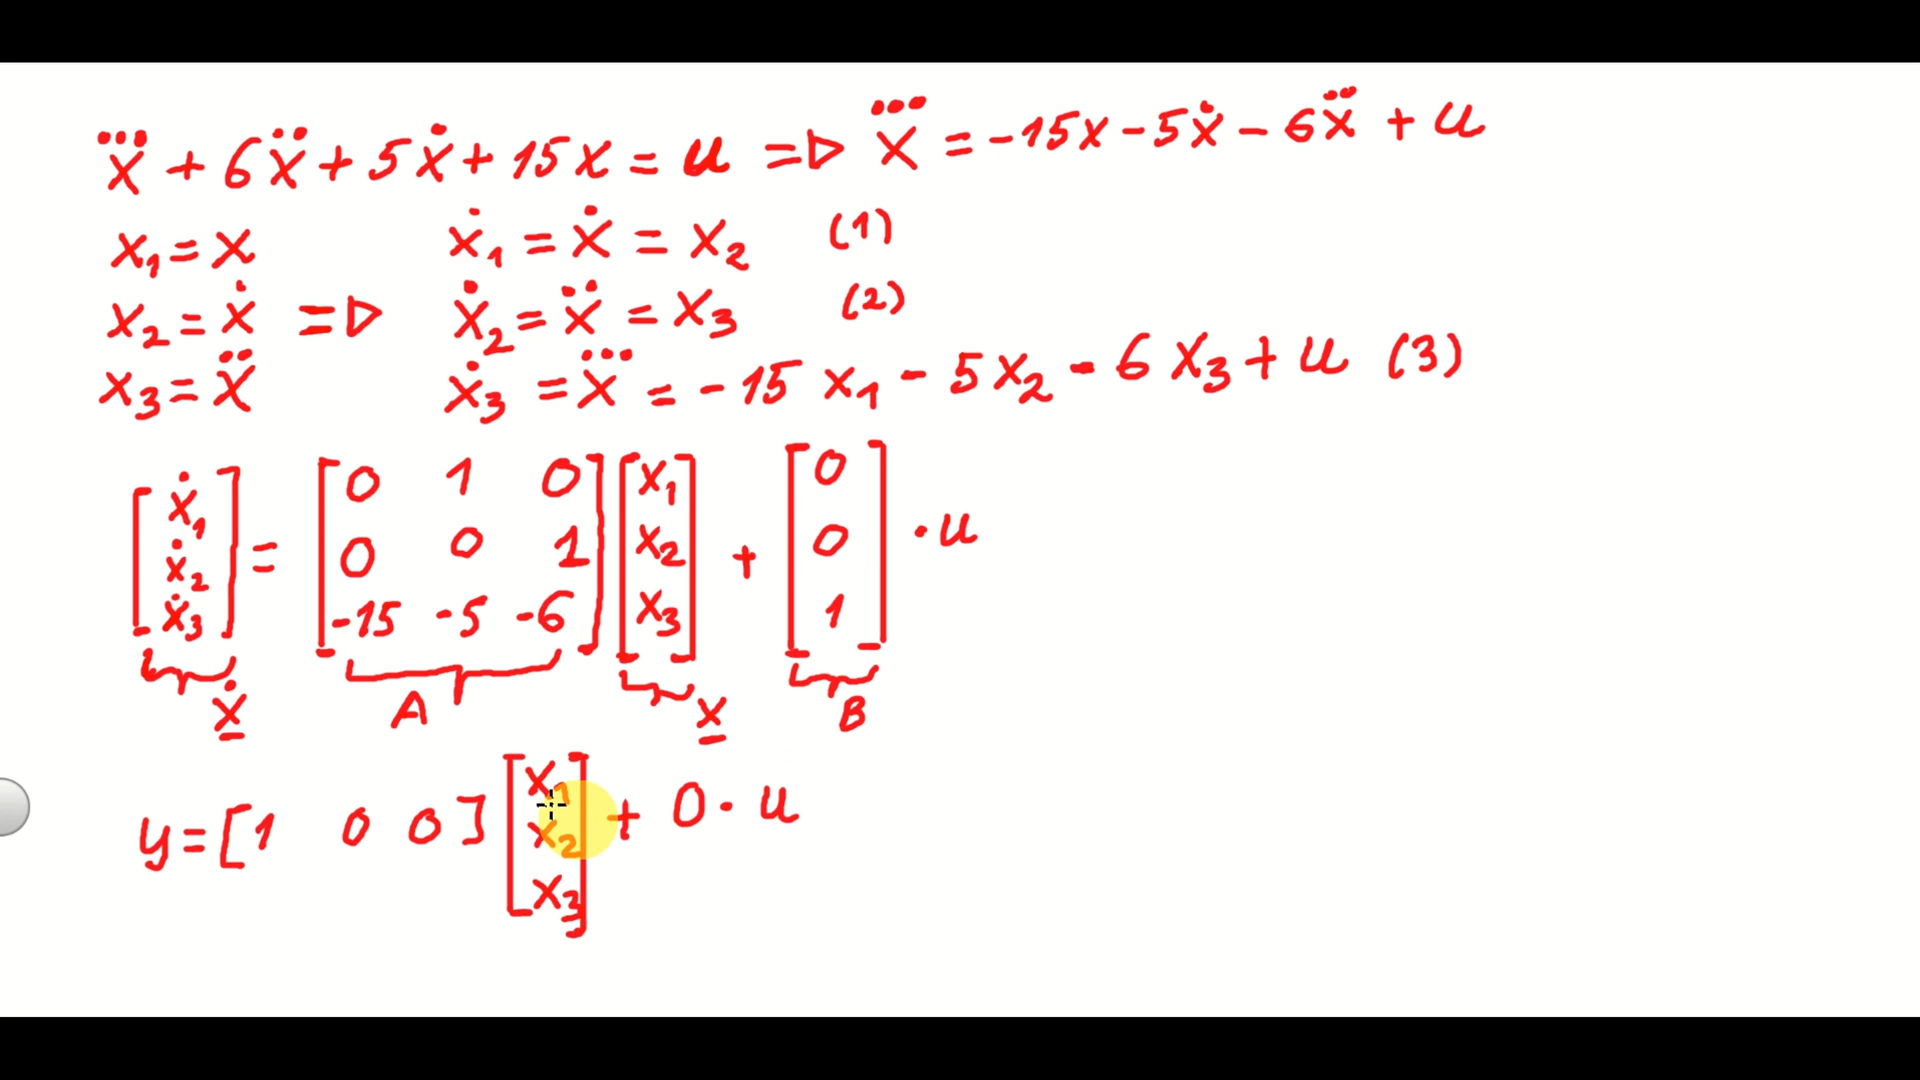 x⃛ + 6ẍ + 5ẋ + 15x = u => x⃛ = -15x - 5ẋ - 6ẍ + u
x₁ = x ẋ₁ = ẋ = x₂ (1)
x₂ = ẋ => ẋ₂ = ẍ = x₃ (2)
x₃ = ẍ ẋ₃ = x⃛ = -15 x₁ - 5x₂ - 6x₃ + u (3)
[ẋ₁ ẋ₂ ẋ₃] = [0 1 0; 0 0 1; -15 -5 -6] [x₁ x₂ x₃] + [0 0 1] · u
ẋ A x B
y = [1 0 0] [x₁ x₂ x₃] + 0 · u